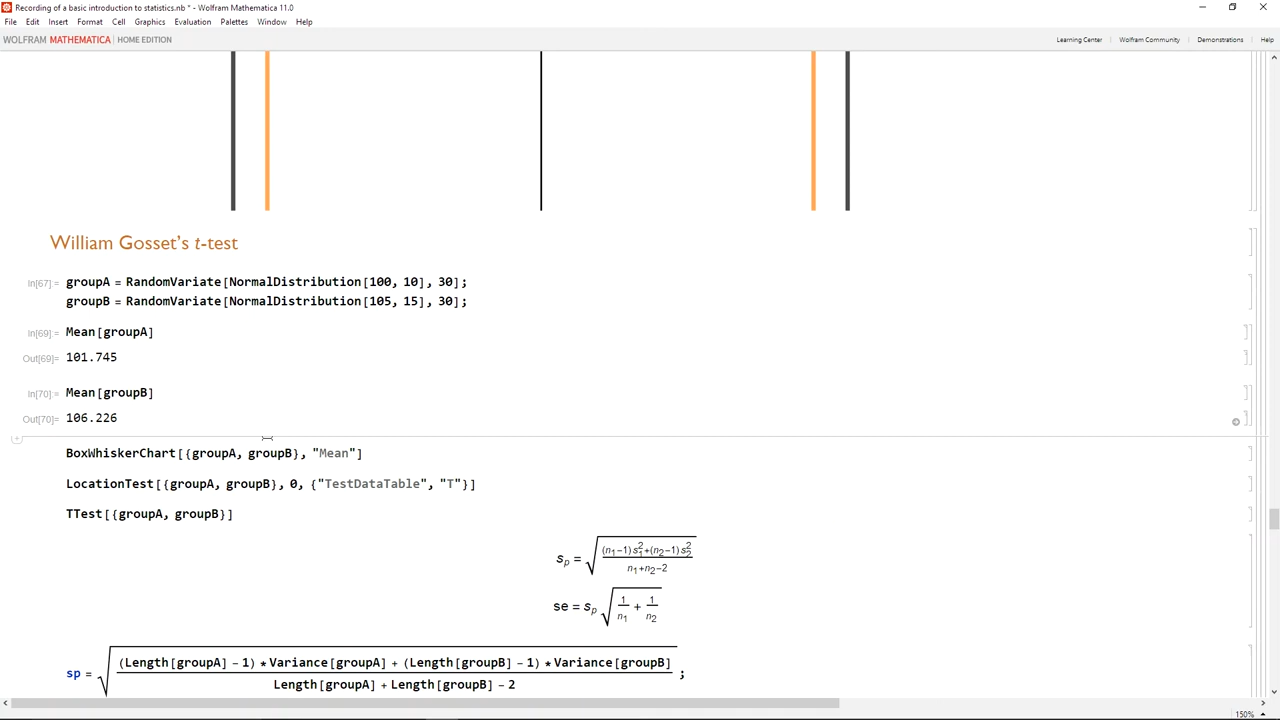 Recording of a basic introduction to statistics.nb * - Wolfram Mathematica 11.0
File Edit Insert Format Cell Graphics Evaluation Palettes Window Help
WOLFRAM MATHEMATICA | HOME EDITION Learning Center Wolfram Community Demonstrations Help
William Gosset's t-test
In[67]:= groupA = RandomVariate[NormalDistribution[100, 10], 30];
groupB = RandomVariate[NormalDistribution[105, 15], 30];
In[69]:= Mean[groupA]
Out[69]= 101.745
In[70]:= Mean[groupB]
Out[70]= 106.226
BoxWhiskerChart[{groupA, groupB}, "Mean"]
LocationTest[{groupA, groupB}, 0, {"TestDataTable", "T"}]
TTest[{groupA, groupB}]
s_p = √(((n₁-1)s₁²+(n₂-1)s₂²)/(n₁+n₂-2))
se = s_p √(1/n₁ + 1/n₂)
sp = √(((Length[groupA] - 1) * Variance[groupA] + (Length[groupB] - 1) * Variance[groupB])/(Length[groupA] + Length[groupB] - 2)) ;
150%